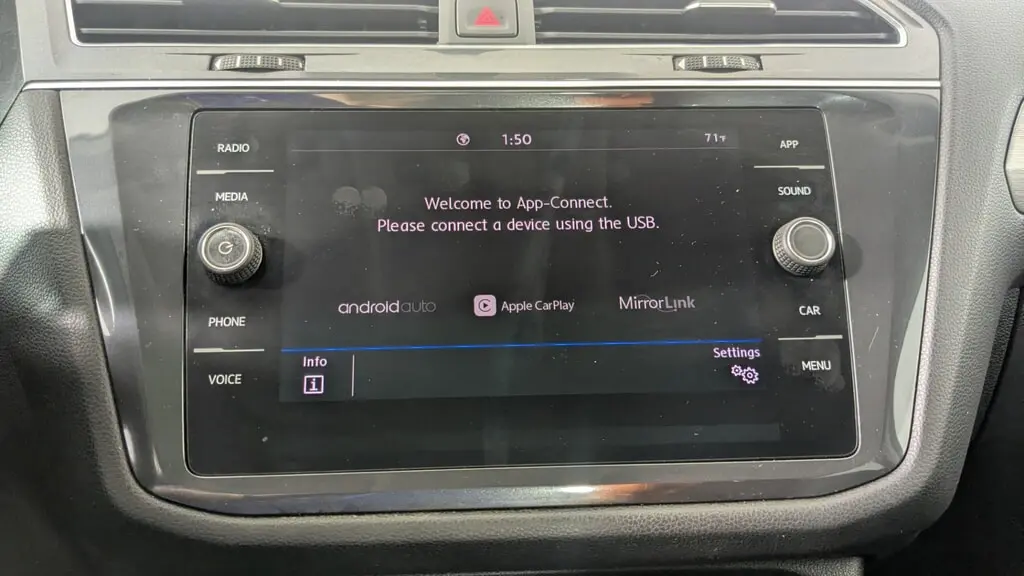 RADIO
1:50
71°F
APP
MEDIA
SOUND
Welcome to App-Connect.
Please connect a device using the USB.
androidauto
Apple CarPlay
MirrorLink
PHONE
CAR
Info
i
Settings
VOICE
MENU